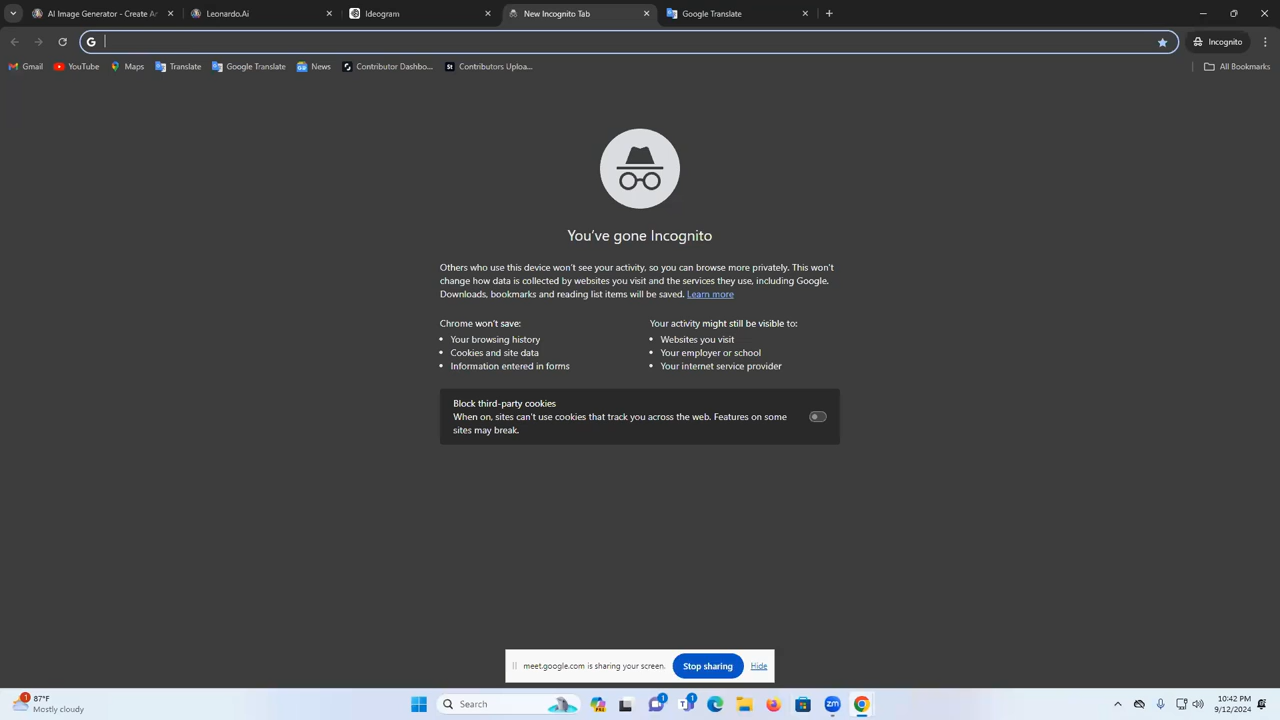 AI Image Generator - Create Ar
Leonardo.Ai
Ideogram
New Incognito Tab
Google Translate
Incognito
Gmail
YouTube
Maps
Translate
Google Translate
News
Contributor Dashbo...
Contributors Uploa...
All Bookmarks
You've gone Incognito
Others who use this device won't see your activity, so you can browse more privately. This won't
change how data is collected by websites you visit and the services they use, including Google.
Downloads, bookmarks and reading list items will be saved. Learn more
Chrome won't save:
Your browsing history
Cookies and site data
Information entered in forms
Your activity might still be visible to:
Websites you visit
Your employer or school
Your internet service provider
Block third-party cookies
When on, sites can't use cookies that track you across the web. Features on some
sites may break.
meet.google.com is sharing your screen.
Stop sharing
Hide
1
87°F
Mostly cloudy
Search
PRE
1
1
zm
10:42 PM
9/12/2024